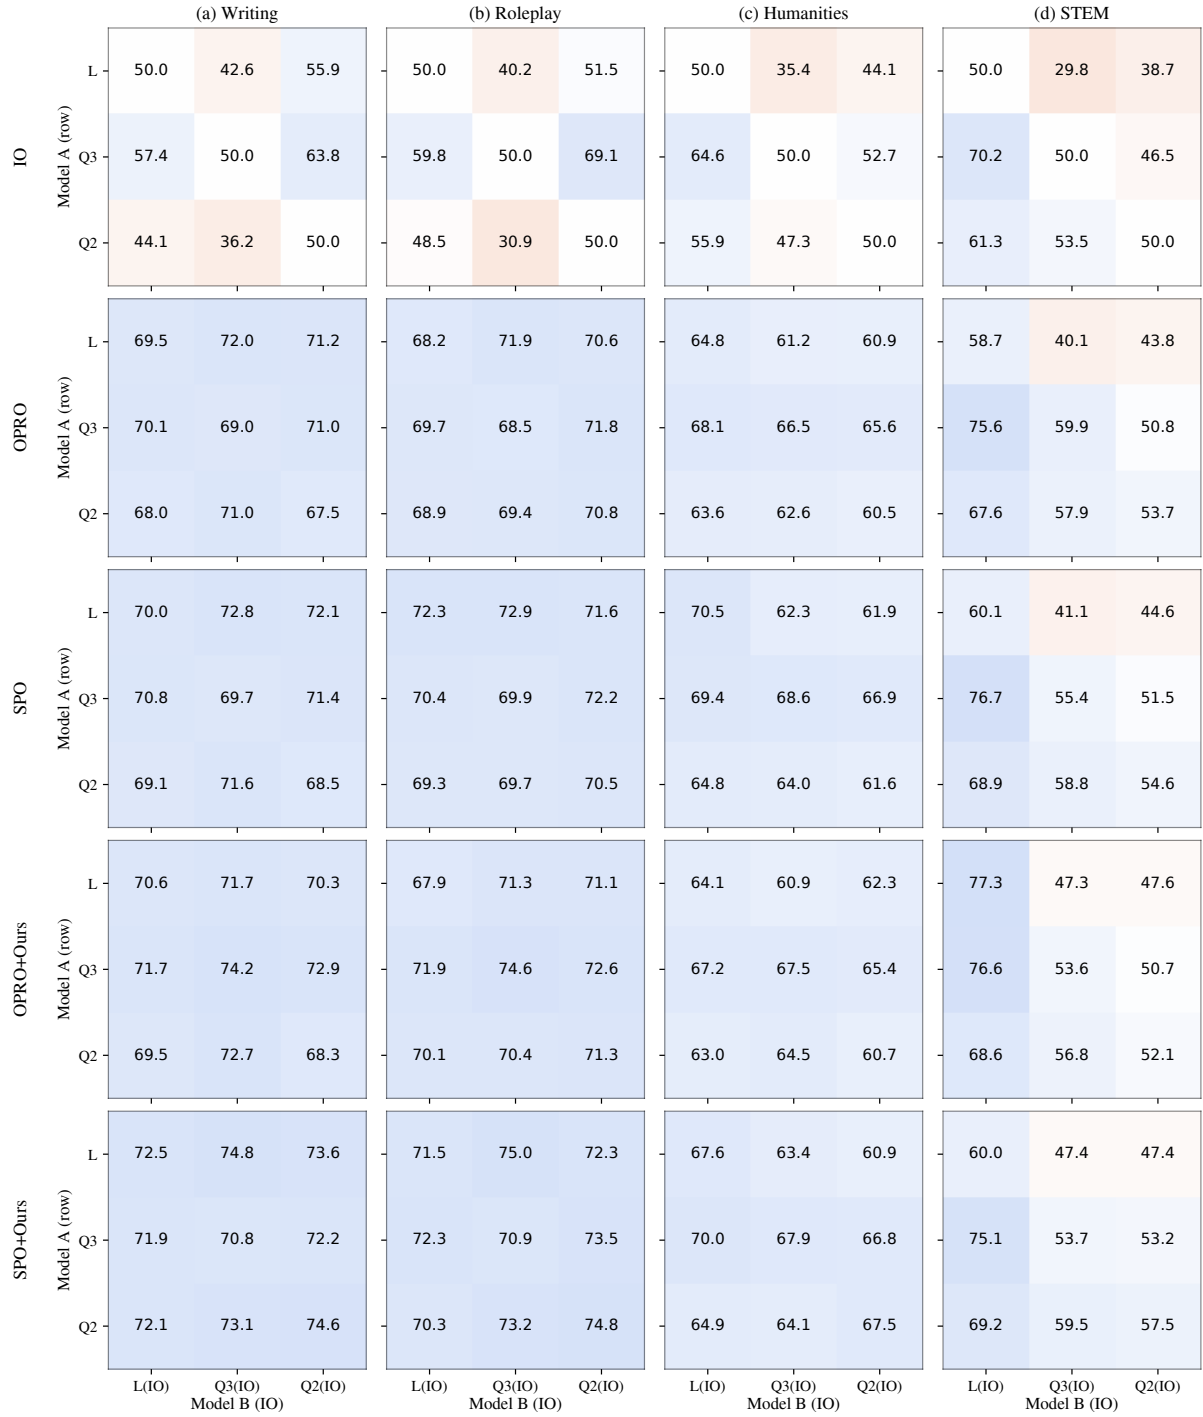 (a) Writing (b) Roleplay (c) Humanities (d) STEM
IO
Model A (row)
L 50.0 42.6 55.9 50.0 40.2 51.5 50.0 35.4 44.1 50.0 29.8 38.7
Q3 57.4 50.0 63.8 59.8 50.0 69.1 64.6 50.0 52.7 70.2 50.0 46.5
Q2 44.1 36.2 50.0 48.5 30.9 50.0 55.9 47.3 50.0 61.3 53.5 50.0
OPRO
Model A (row)
L 69.5 72.0 71.2 68.2 71.9 70.6 64.8 61.2 60.9 58.7 40.1 43.8
Q3 70.1 69.0 71.0 69.7 68.5 71.8 68.1 66.5 65.6 75.6 59.9 50.8
Q2 68.0 71.0 67.5 68.9 69.4 70.8 63.6 62.6 60.5 67.6 57.9 53.7
SPO
Model A (row)
L 70.0 72.8 72.1 72.3 72.9 71.6 70.5 62.3 61.9 60.1 41.1 44.6
Q3 70.8 69.7 71.4 70.4 69.9 72.2 69.4 68.6 66.9 76.7 55.4 51.5
Q2 69.1 71.6 68.5 69.3 69.7 70.5 64.8 64.0 61.6 68.9 58.8 54.6
OPRO+Ours
Model A (row)
L 70.6 71.7 70.3 67.9 71.3 71.1 64.1 60.9 62.3 77.3 47.3 47.6
Q3 71.7 74.2 72.9 71.9 74.6 72.6 67.2 67.5 65.4 76.6 53.6 50.7
Q2 69.5 72.7 68.3 70.1 70.4 71.3 63.0 64.5 60.7 68.6 56.8 52.1
SPO+Ours
Model A (row)
L 72.5 74.8 73.6 71.5 75.0 72.3 67.6 63.4 60.9 60.0 47.4 47.4
Q3 71.9 70.8 72.2 72.3 70.9 73.5 70.0 67.9 66.8 75.1 53.7 53.2
Q2 72.1 73.1 74.6 70.3 73.2 74.8 64.9 64.1 67.5 69.2 59.5 57.5
L(IO) Q3(IO) Q2(IO) L(IO) Q3(IO) Q2(IO) L(IO) Q3(IO) Q2(IO) L(IO) Q3(IO) Q2(IO)
Model B (IO) Model B (IO) Model B (IO) Model B (IO)